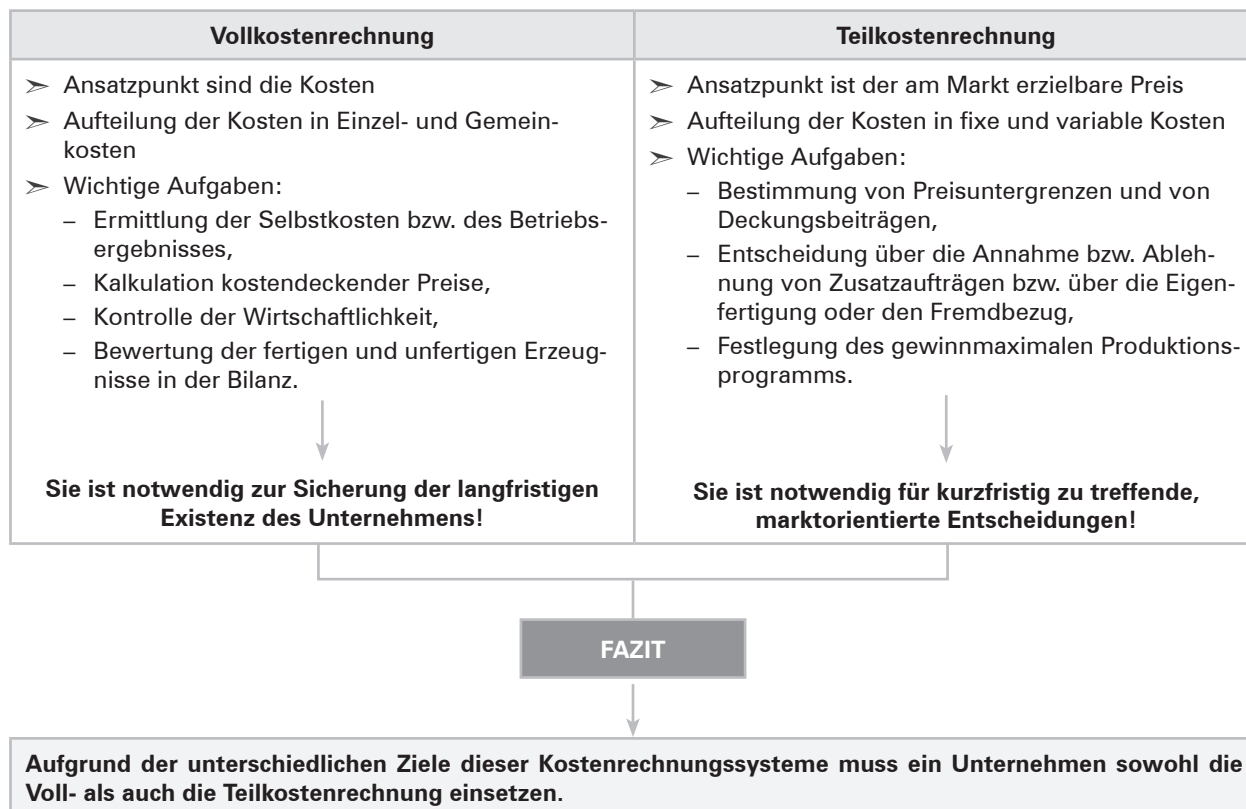 Vollkostenrechnung
➣ Ansatzpunkt sind die Kosten
➣ Aufteilung der Kosten in Einzel- und Gemein-
kosten
➣ Wichtige Aufgaben:
– Ermittlung der Selbstkosten bzw. des Betriebs-
ergebnisses,
– Kalkulation kostendeckender Preise,
– Kontrolle der Wirtschaftlichkeit,
– Bewertung der fertigen und unfertigen Erzeug-
nisse in der Bilanz.
Sie ist notwendig zur Sicherung der langfristigen
Existenz des Unternehmens!
Teilkostenrechnung
➣ Ansatzpunkt ist der am Markt erzielbare Preis
➣ Aufteilung der Kosten in fixe und variable Kosten
➣ Wichtige Aufgaben:
– Bestimmung von Preisuntergrenzen und von
Deckungsbeiträgen,
– Entscheidung über die Annahme bzw. Ableh-
nung von Zusatzaufträgen bzw. über die Eigen-
fertigung oder den Fremdbezug,
– Festlegung des gewinnmaximalen Produktions-
programms.
Sie ist notwendig für kurzfristig zu treffende,
marktorientierte Entscheidungen!
FAZIT
Aufgrund der unterschiedlichen Ziele dieser Kostenrechnungssysteme muss ein Unternehmen sowohl die
Voll- als auch die Teilkostenrechnung einsetzen.